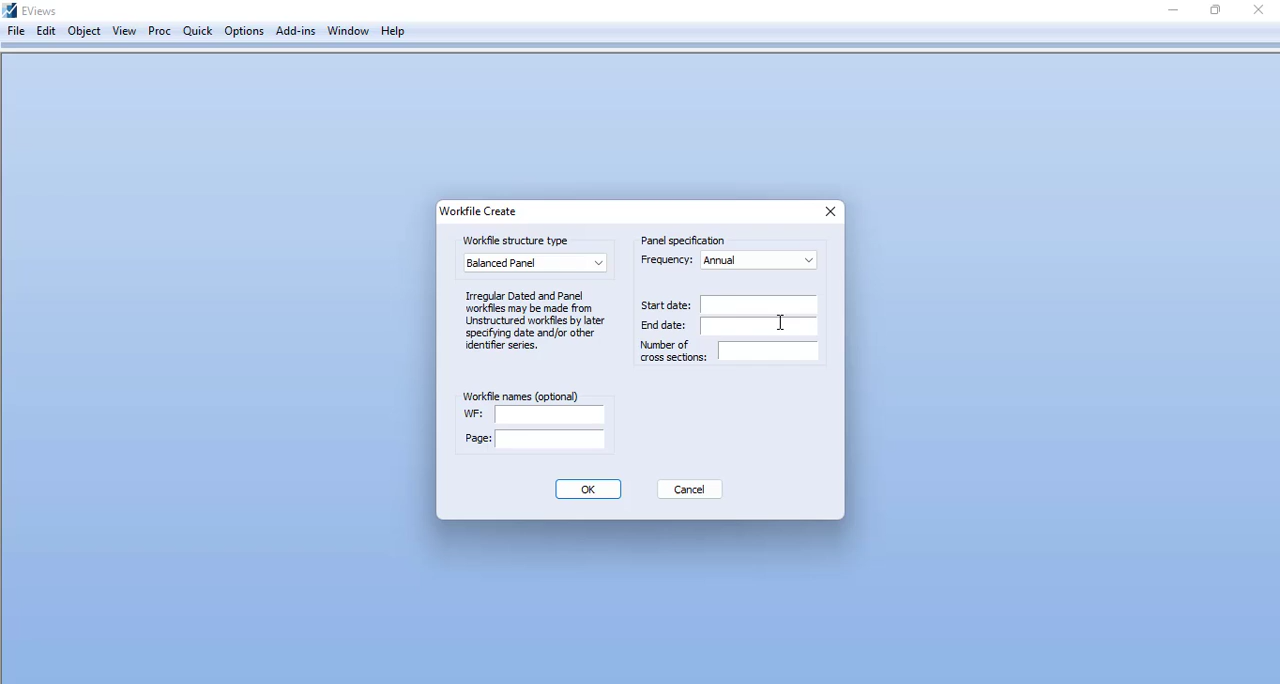 EViews
File Edit Object View Proc Quick Options Add-ins Window Help
Workfile Create
Workfile structure type
Balanced Panel
Irregular Dated and Panel
workfiles may be made from
Unstructured workfiles by later
specifying date and/or other
identifier series.
Panel specification
Frequency: Annual
Start date:
End date:
Number of
cross sections:
Workfile names (optional)
WF:
Page:
OK Cancel